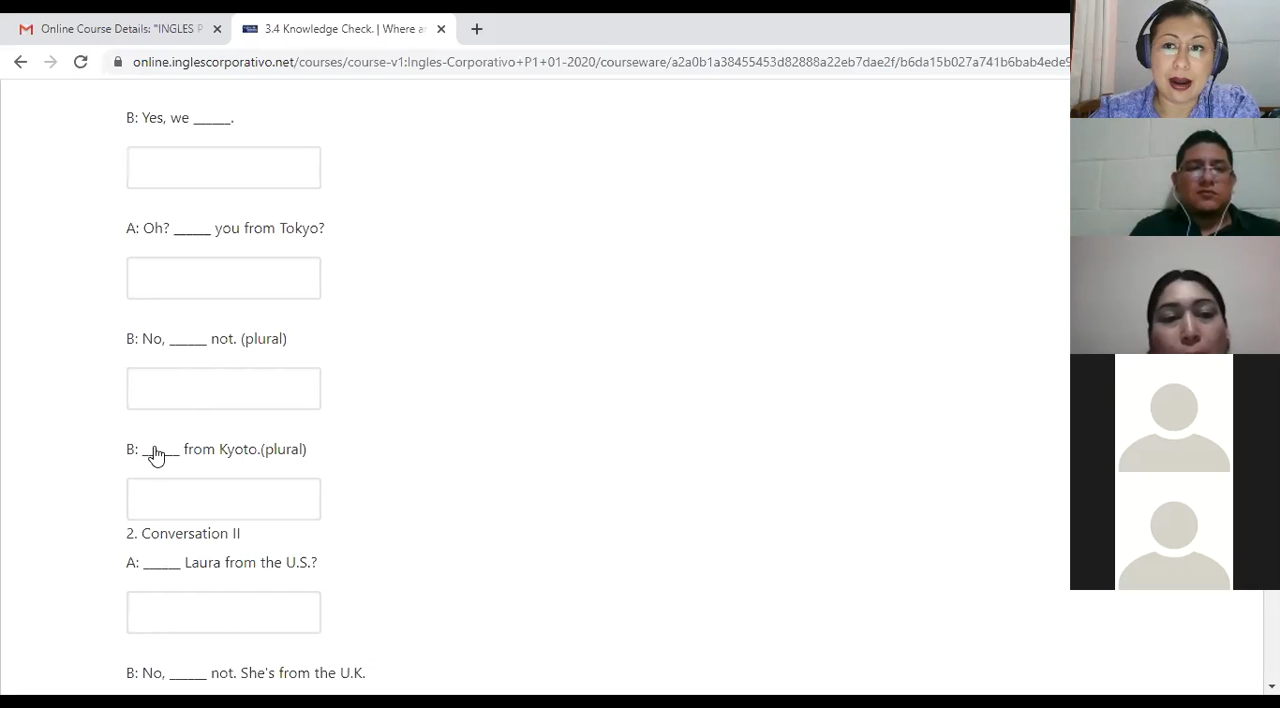 Online Course Details: "INGLES P
3.4 Knowledge Check. | Where a
online.inglescorporativo.net/courses/course-v1:Ingles-Corporativo+P1+01-2020/courseware/a2a0b1a38455453d82888a22eb7dae2f/b6da15b027a741b6bab4ede9
B: Yes, we _____.
A: Oh? _____ you from Tokyo?
B: No, _____ not. (plural)
B: _____ from Kyoto.(plural)
2. Conversation II
A: _____ Laura from the U.S.?
B: No, _____ not. She's from the U.K.